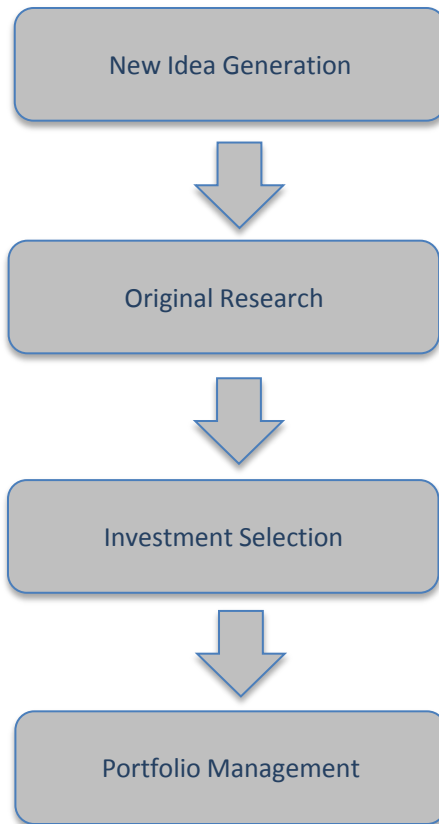 New Idea Generation
Original Research
Investment Selection
Portfolio Management